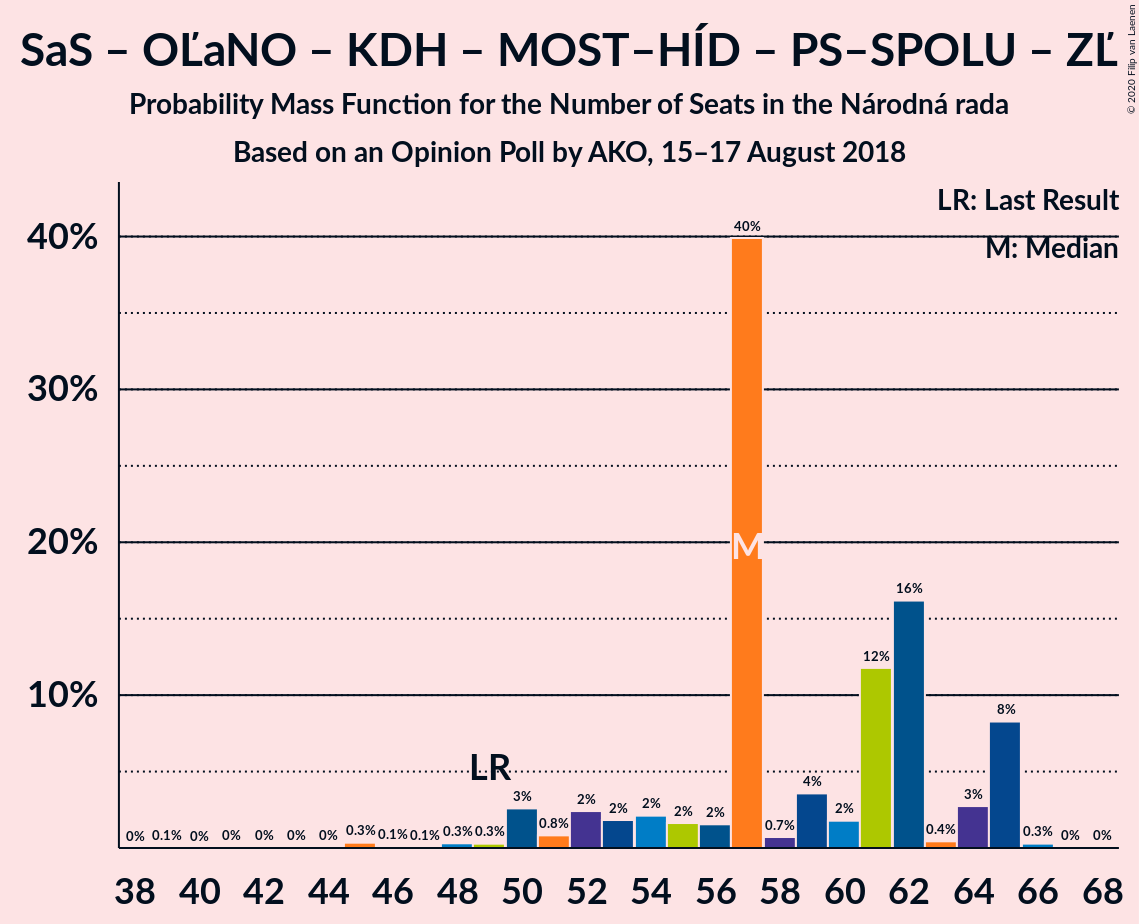 SaS – OĽaNO – KDH – MOST–HÍD – PS–SPOLU – ZĽ
© 2020 Filip van Laenen
Probability Mass Function for the Number of Seats in the Národná rada
Based on an Opinion Poll by AKO, 15–17 August 2018
LR: Last Result
M: Median
40%
30%
20%
10%
0% 0.1% 0% 0% 0% 0% 0% 0.3% 0.1% 0.1% 0.3% 0.3% 3% 0.8% 2% 2% 2% 2% 2% 40% 0.7% 4% 2% 12% 16% 0.4% 3% 8% 0.3% 0% 0%
LR
M
38 40 42 44 46 48 50 52 54 56 58 60 62 64 66 68